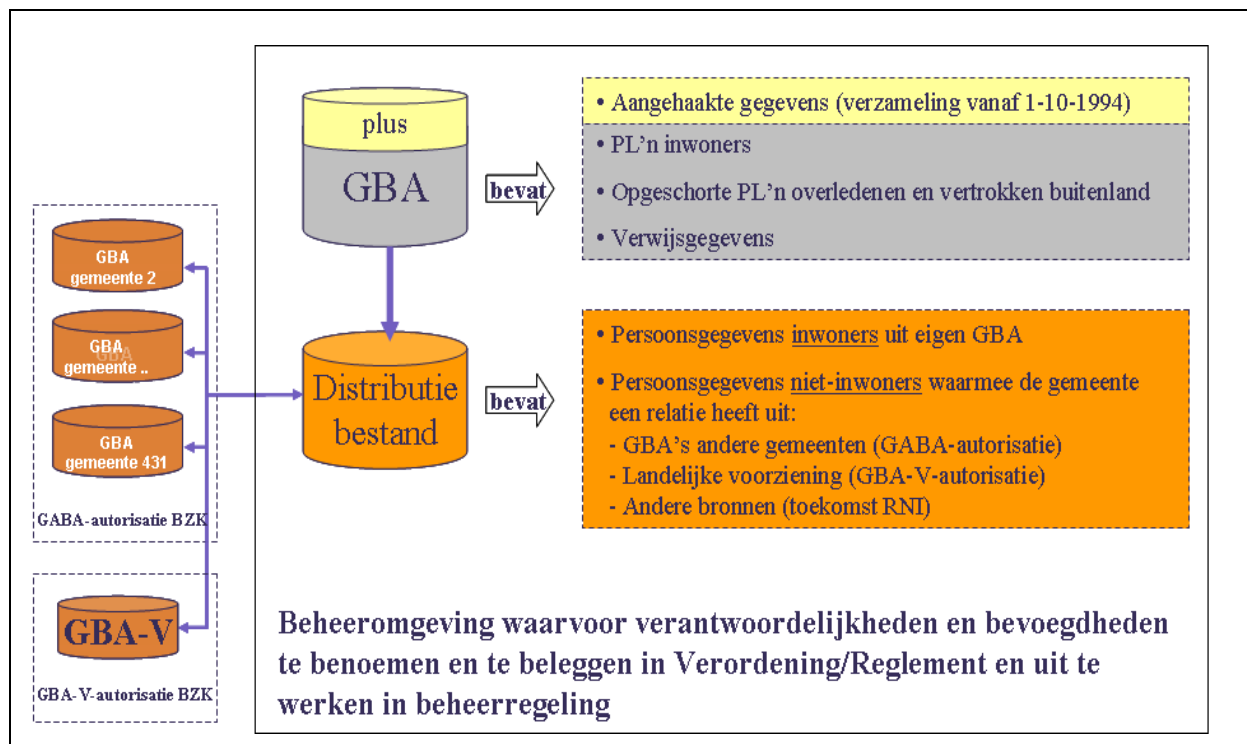 plus
GBA
bevat
• Aangehaakte gegevens (verzameling vanaf 1-10-1994)
• PL’n inwoners
• Opgeschorte PL’n overledenen en vertrokken buitenland
• Verwijsgegevens
GBA
gemeente 2
GBA
gemeente ..
GBA
gemeente 431
GABA-autorisatie BZK
GBA-V
GBA-V-autorisatie BZK
Distributie
bestand
bevat
• Persoonsgegevens inwoners uit eigen GBA
• Persoonsgegevens niet-inwoners waarmee de gemeente
een relatie heeft uit:
- GBA’s andere gemeenten (GABA-autorisatie)
- Landelijke voorziening (GBA-V-autorisatie)
- Andere bronnen (toekomst RNI)
Beheeromgeving waarvoor verantwoordelijkheden en bevoegdheden
te benoemen en te beleggen in Verordening/Reglement en uit te
werken in beheerregeling